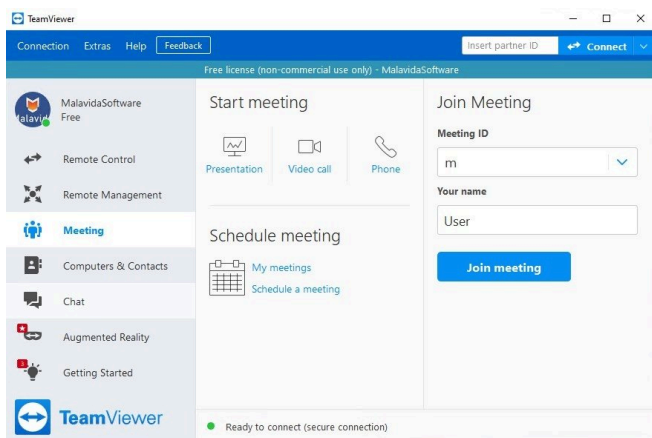 TeamViewer
Connection Extras Help Feedback
Insert partner ID Connect
Free license (non-commercial use only) - MalavidaSoftware
MalavidaSoftware
Free
Remote Control
Remote Management
Meeting
Computers & Contacts
Chat
Augmented Reality
3
Getting Started
TeamViewer
Start meeting
Presentation
Video call
Phone
Schedule meeting
My meetings
Schedule a meeting
Join Meeting
Meeting ID
m
Your name
User
Join meeting
Ready to connect (secure connection)